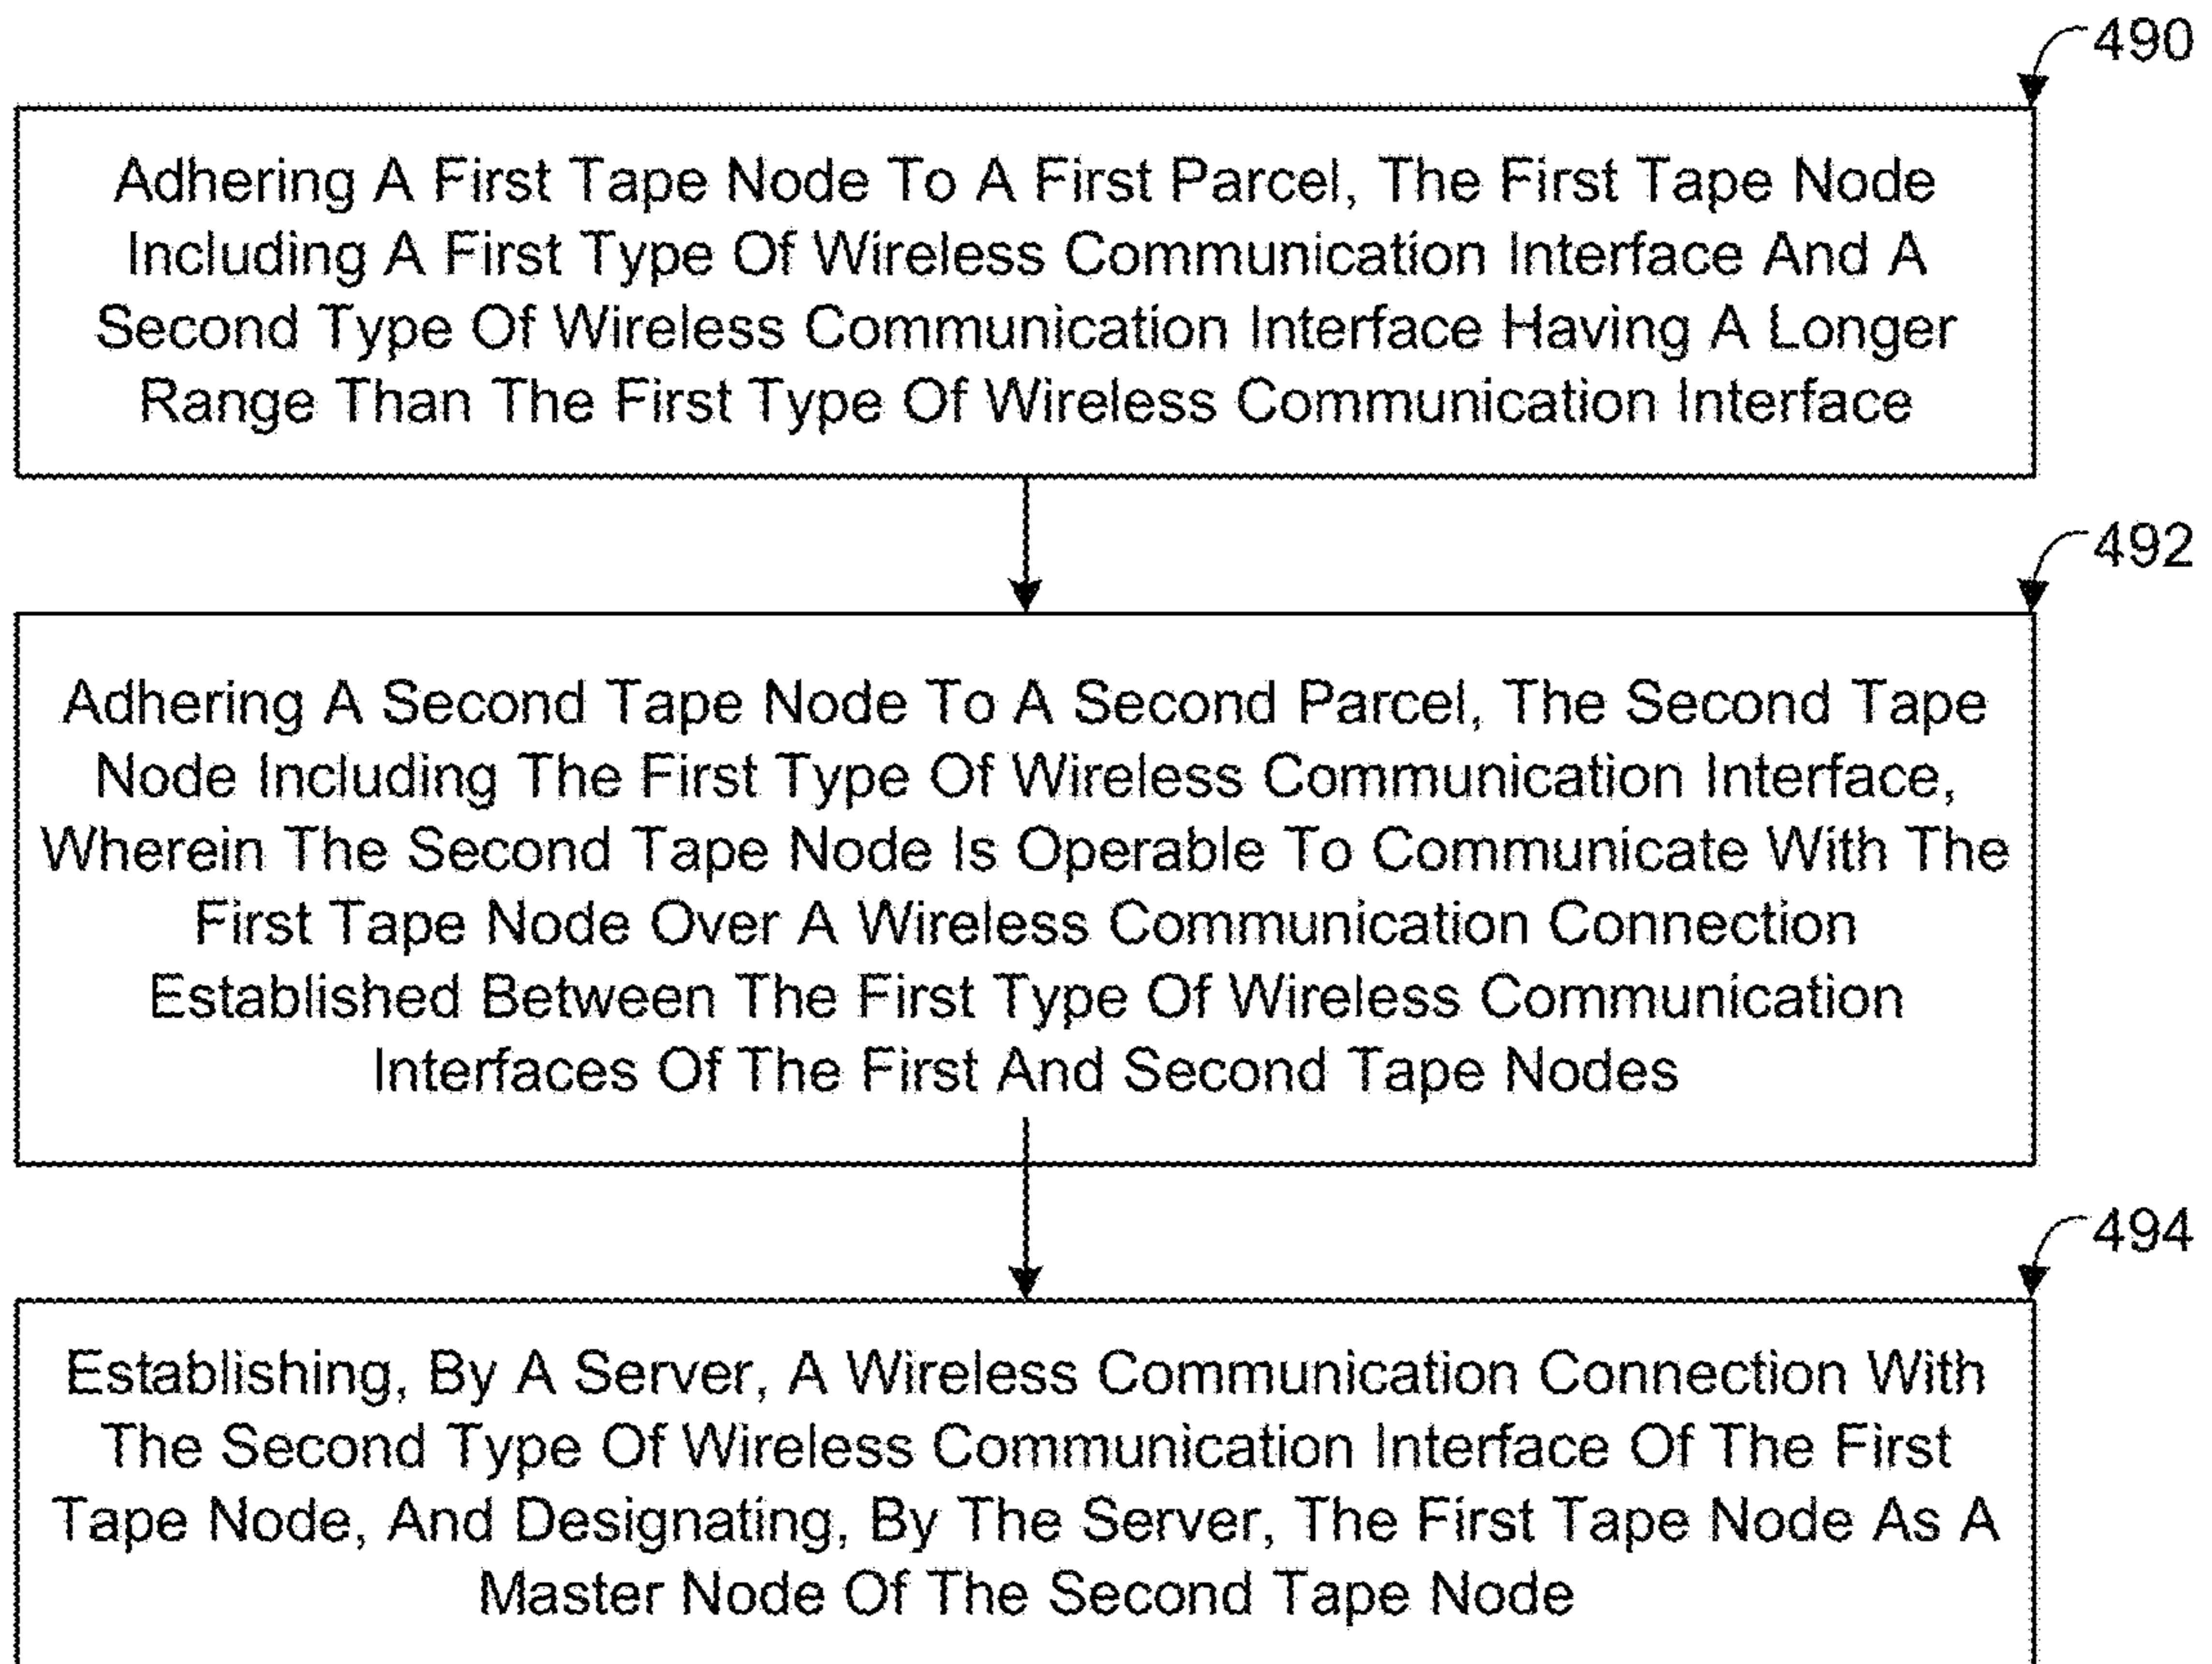 490
Adhering A First Tape Node To A First Parcel, The First Tape Node
Including A First Type Of Wireless Communication Interface And A
Second Type Of Wireless Communication Interface Having A Longer
Range Than The First Type Of Wireless Communication Interface
492
Adhering A Second Tape Node To A Second Parcel, The Second Tape
Node Including The First Type Of Wireless Communication Interface,
Wherein The Second Tape Node Is Operable To Communicate With The
First Tape Node Over A Wireless Communication Connection
Established Between The First Type Of Wireless Communication
Interfaces Of The First And Second Tape Nodes
494
Establishing, By A Server, A Wireless Communication Connection With
The Second Type Of Wireless Communication Interface Of The First
Tape Node, And Designating, By The Server, The First Tape Node As A
Master Node Of The Second Tape Node